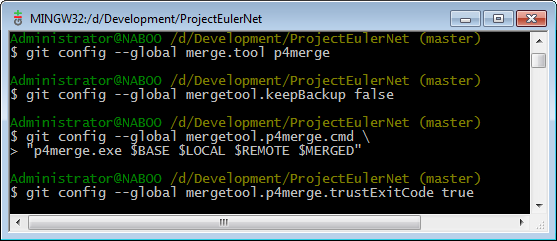 MINGW32:/d/Development/ProjectEulerNet
Administrator@NABOO /d/Development/ProjectEulerNet (master)
$ git config --global merge.tool p4merge
Administrator@NABOO /d/Development/ProjectEulerNet (master)
$ git config --global mergetool.keepBackup false
Administrator@NABOO /d/Development/ProjectEulerNet (master)
$ git config --global mergetool.p4merge.cmd \
> "p4merge.exe $BASE $LOCAL $REMOTE $MERGED"
Administrator@NABOO /d/Development/ProjectEulerNet (master)
$ git config --global mergetool.p4merge.trustExitCode true